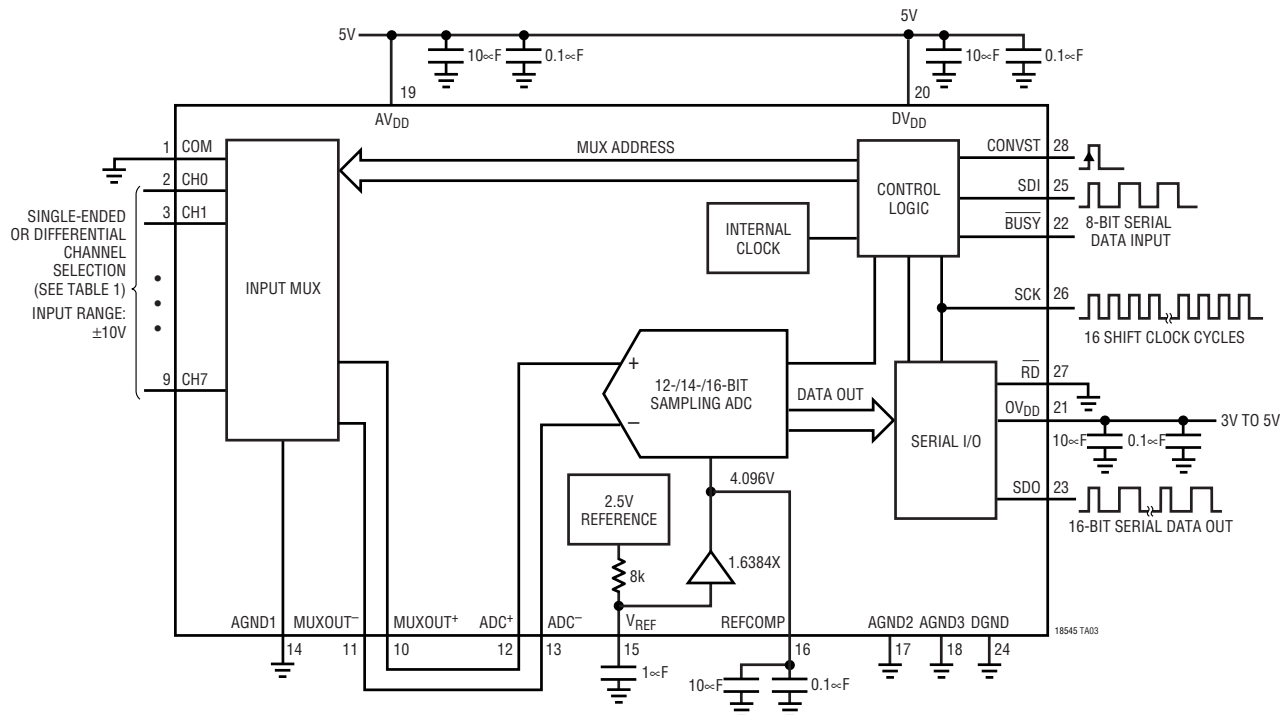 5V
5V
10∝F
0.1∝F
10∝F
0.1∝F
19
20
AVDD
DVDD
1
COM
MUX ADDRESS
CONVST
28
2
CH0
SDI
25
3
CH1
BUSY
22
SINGLE-ENDED
OR DIFFERENTIAL
CHANNEL
SELECTION
(SEE TABLE 1)
INPUT RANGE:
±10V
CONTROL
LOGIC
8-BIT SERIAL
DATA INPUT
INTERNAL
CLOCK
INPUT MUX
SCK
26
16 SHIFT CLOCK CYCLES
9
CH7
+
12-/14-/16-BIT
SAMPLING ADC
–
DATA OUT
RD
27
OVDD
21
3V TO 5V
SERIAL I/O
10∝F
0.1∝F
4.096V
2.5V
REFERENCE
SDO
23
16-BIT SERIAL DATA OUT
1.6384X
8k
AGND1
MUXOUT–
MUXOUT+
ADC+
ADC–
VREF
REFCOMP
AGND2
AGND3
DGND
18545 TA03
14
11
10
12
13
15
16
17
18
24
1∝F
10∝F
0.1∝F